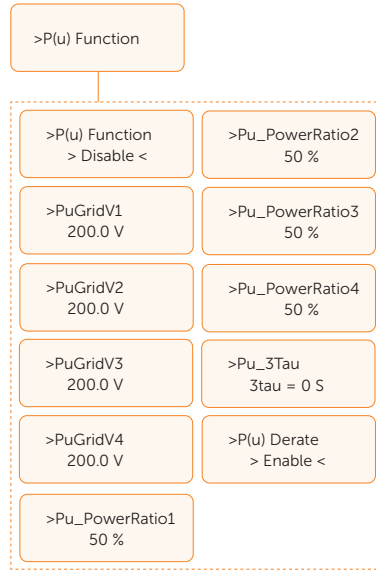 >P(u) Function
>P(u) Function
> Disable <
>PuGridV1
200.0 V
>PuGridV2
200.0 V
>PuGridV3
200.0 V
>PuGridV4
200.0 V
>Pu_PowerRatio1
50 %
>Pu_PowerRatio2
50 %
>Pu_PowerRatio3
50 %
>Pu_PowerRatio4
50 %
>Pu_3Tau
3tau = 0 S
>P(u) Derate
> Enable <